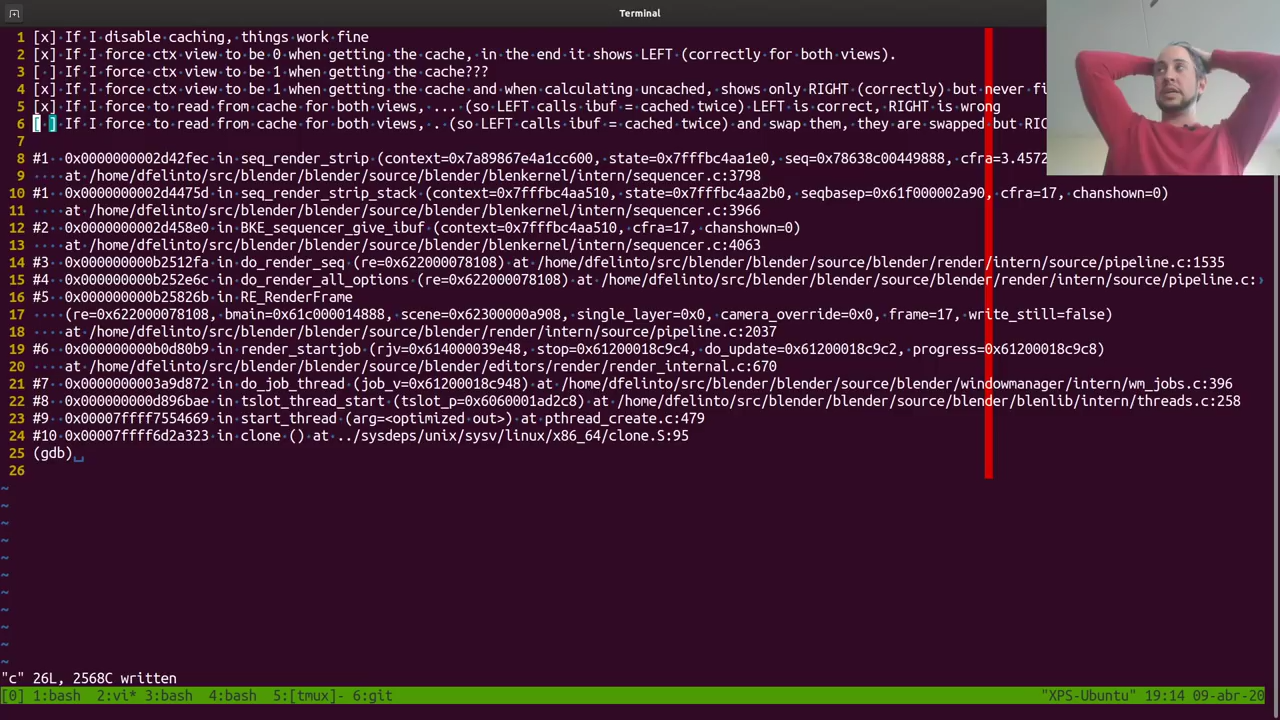 Terminal
1 [x] If I disable caching, things work fine
2 [x] If I force ctx view to be 0 when getting the cache, in the end it shows LEFT (correctly for both views).
3 [ ] If I force ctx view to be 1 when getting the cache???
4 [x] If I force ctx view to be 1 when getting the cache and when calculating uncached, shows only RIGHT (correctly) but never fi
5 [x] If I force to read from cache for both views, ... (so LEFT calls ibuf = cached twice) LEFT is correct, RIGHT is wrong
6 [ ] If I force to read from cache for both views, .. (so LEFT calls ibuf = cached twice) and swap them, they are swapped but RI
7
8 #1  0x0000000002d42fec in seq_render_strip (context=0x7a89867e4a1cc600, state=0x7fffbc4aa1e0, seq=0x78638c00449888, cfra=3.4572
9     at /home/dfelinto/src/blender/blender/source/blender/blenkernel/intern/sequencer.c:3798
10 #1  0x0000000002d4475d in seq_render_strip_stack (context=0x7fffbc4aa510, state=0x7fffbc4aa2b0, seqbasep=0x61f000002a90, cfra=17, chanshown=0)
11     at /home/dfelinto/src/blender/blender/source/blender/blenkernel/intern/sequencer.c:3966
12 #2  0x0000000002d458e0 in BKE_sequencer_give_ibuf (context=0x7fffbc4aa510, cfra=17, chanshown=0)
13     at /home/dfelinto/src/blender/blender/source/blender/blenkernel/intern/sequencer.c:4063
14 #3  0x000000000b2512fa in do_render_seq (re=0x622000078108) at /home/dfelinto/src/blender/blender/source/blender/render/intern/source/pipeline.c:1535
15 #4  0x000000000b252e6c in do_render_all_options (re=0x622000078108) at /home/dfelinto/src/blender/blender/source/blender/render/intern/source/pipeline.c:›
16 #5  0x000000000b25826b in RE_RenderFrame
17 (re=0x622000078108, bmain=0x61c000014888, scene=0x62300000a908, single_layer=0x0, camera_override=0x0, frame=17, write_still=false)
18     at /home/dfelinto/src/blender/blender/source/blender/render/intern/source/pipeline.c:2037
19 #6  0x000000000b0d80b9 in render_startjob (rjv=0x614000039e48, stop=0x61200018c9c4, do_update=0x61200018c9c2, progress=0x61200018c9c8)
20     at /home/dfelinto/src/blender/blender/source/blender/editors/render/render_internal.c:670
21 #7  0x0000000003a9d872 in do_job_thread (job_v=0x61200018c948) at /home/dfelinto/src/blender/blender/source/blender/windowmanager/intern/wm_jobs.c:396
22 #8  0x000000000d896bae in tslot_thread_start (tslot_p=0x6060001ad2c8) at /home/dfelinto/src/blender/blender/source/blender/blenlib/intern/threads.c:258
23 #9  0x00007ffff7554669 in start_thread (arg=<optimized out>) at pthread_create.c:479
24 #10 0x00007ffff6d2a323 in clone () at ../sysdeps/unix/sysv/linux/x86_64/clone.S:95
25 (gdb)
26
~
~
~
~
~
~
~
~
~
~
~
"c" 26L, 2568C written
[0] 1:bash  2:vi* 3:bash  4:bash  5:[tmux]- 6:git "XPS-Ubuntu" 19:14 09-abr-20